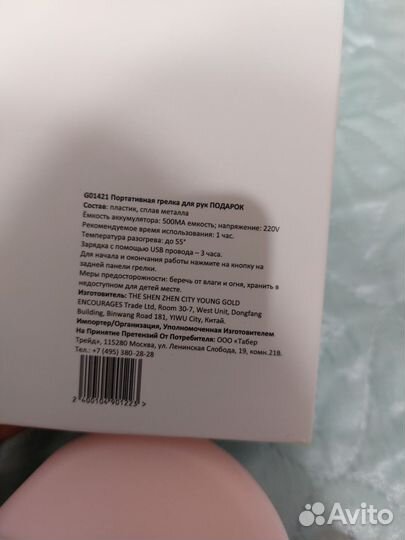 G01421 Портативная грелка для рук ПОДАРОК
Состав: пластик, сплав металла
Ёмкость аккумулятора: 500МА емкость; напряжение: 220V
Рекомендуемое время использования: 1 час.
Температура разогрева: до 55°
Зарядка с помощью USB провода – 3 часа.
Для начала и окончания работы нажмите на кнопку на
задней панели грелки.
Меры предосторожности: беречь от влаги и огня, хранить в
недоступном для детей месте.
Изготовитель: THE SHEN ZHEN CITY YOUNG GOLD
ENCOURAGES Trade Ltd, Room 30-7, West Unit, Dongfang
Building, Binwang Road 181, YIWU City, Китай.
Импортер/Организация, Уполномоченная Изготовителем
На Принятие Претензий От Потребителя: ООО «Табер
Трейд», 115280 Москва, ул. Ленинская Слобода, 19, комн.21В.
Тел.: +7 (495) 380-28-28
2 400104 901223 >
Avito